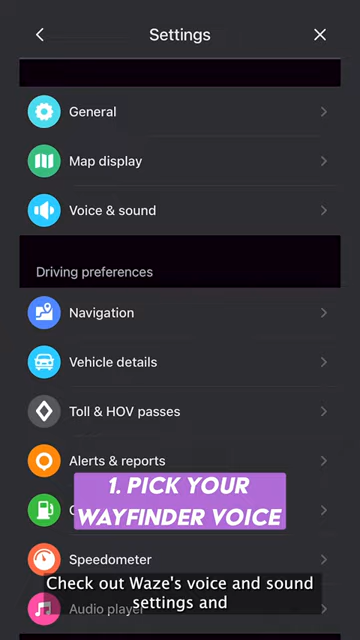 Settings
General
Map display
Voice & sound
Driving preferences
Navigation
Vehicle details
Toll & HOV passes
Alerts & reports
1. PICK YOUR
WAYFINDER VOICE
Speedometer
Check out Waze's voice and sound
settings and
Audio player